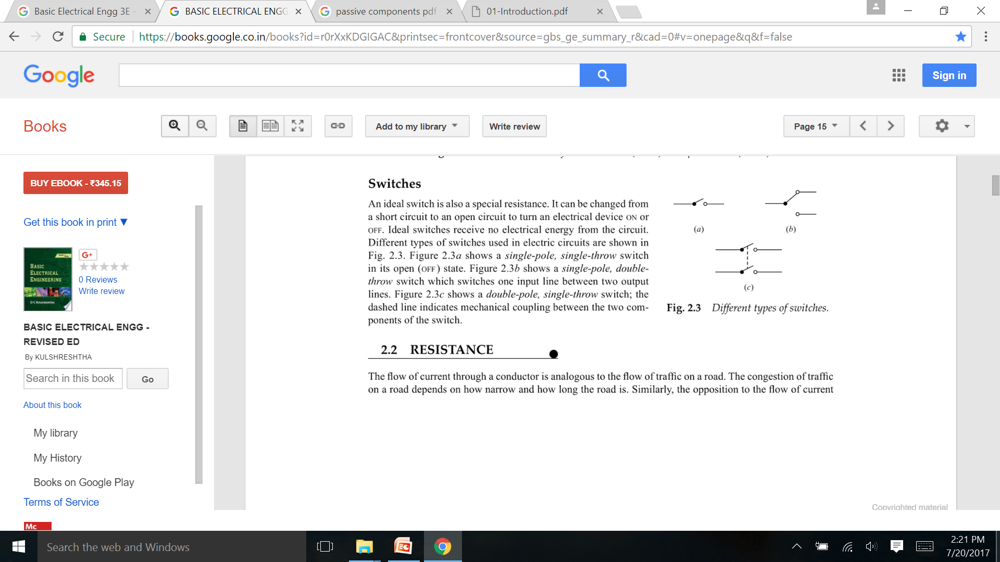 Basic Electrical Engg 3E -
BASIC ELECTRICAL ENGG
passive components pdf
01-Introduction.pdf
Secure
https://books.google.co.in/books?id=r0rXxKDGIGAC&printsec=frontcover&source=gbs_ge_summary_r&cad=0#v=onepage&q&f=false
Google
Sign in
Books
Add to my library
Write review
Page 15
BUY EBOOK - ₹345.15
Get this book in print ▼
BASIC
ELECTRICAL
ENGINEERING
D C KULSHRESHTHA
G+
0 Reviews
Write review
BASIC ELECTRICAL ENGG -
REVISED ED
By KULSHRESHTHA
Search in this book
Go
About this book
My library
My History
Books on Google Play
Terms of Service
Mc
Switches
An ideal switch is also a special resistance. It can be changed from
a short circuit to an open circuit to turn an electrical device ON or
OFF. Ideal switches receive no electrical energy from the circuit.
Different types of switches used in electric circuits are shown in
Fig. 2.3. Figure 2.3a shows a single-pole, single-throw switch
in its open (OFF) state. Figure 2.3b shows a single-pole, double-
throw switch which switches one input line between two output
lines. Figure 2.3c shows a double-pole, single-throw switch; the
dashed line indicates mechanical coupling between the two com-
ponents of the switch.
(a)
(b)
(c)
Fig. 2.3 Different types of switches.
2.2 RESISTANCE
The flow of current through a conductor is analogous to the flow of traffic on a road. The congestion of traffic
on a road depends on how narrow and how long the road is. Similarly, the opposition to the flow of current
Copyrighted material
Search the web and Windows
2:21 PM
7/20/2017